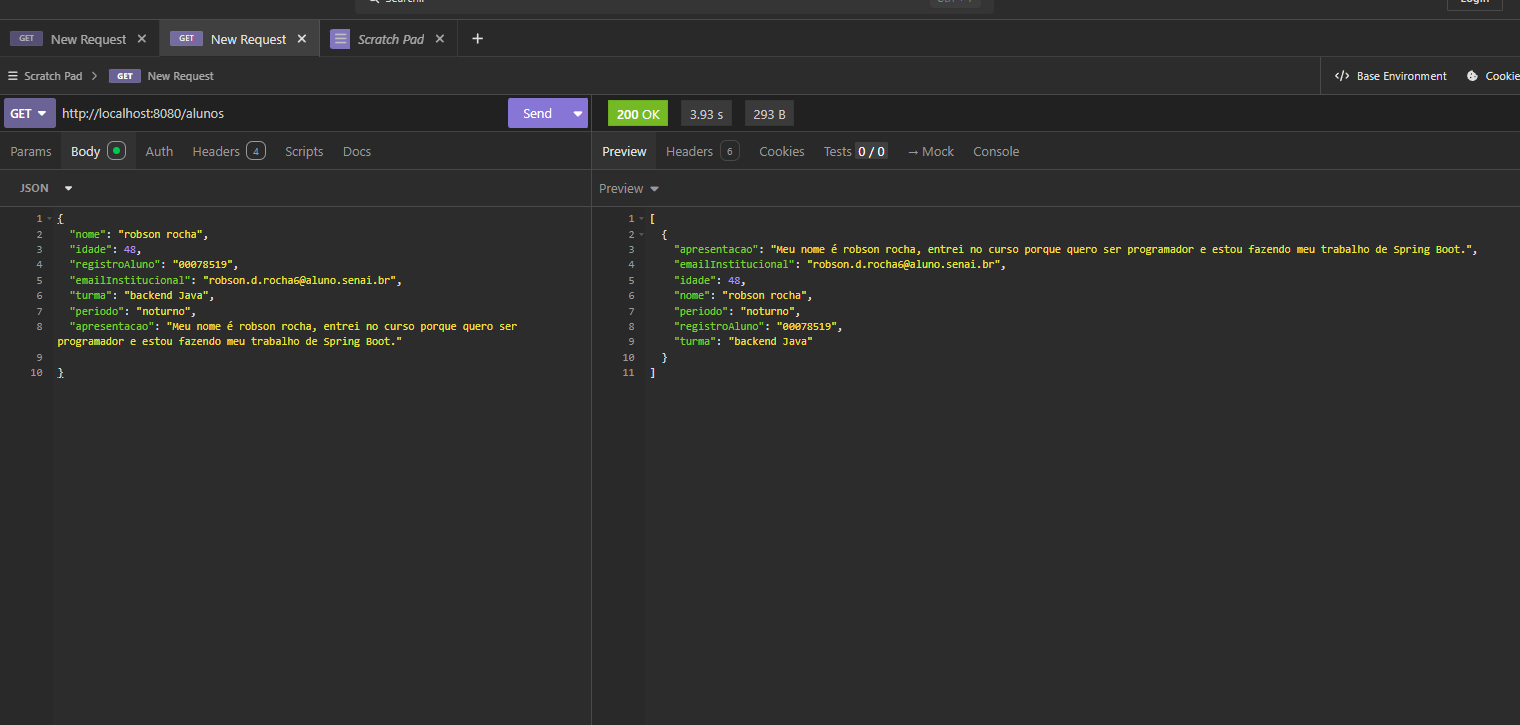 GET New Request × GET New Request × Scratch Pad × +
Scratch Pad > GET New Request </> Base Environment Cookie
GET http://localhost:8080/alunos Send 200 OK 3.93 s 293 B
Params Body Auth Headers 4 Scripts Docs
Preview Headers 6 Cookies Tests 0 / 0 → Mock Console
JSON
Preview
1 {
2 "nome": "robson rocha",
3 "idade": 48,
4 "registroAluno": "00078519",
5 "emailInstitucional": "robson.d.rocha6@aluno.senai.br",
6 "turma": "backend Java",
7 "periodo": "noturno",
8 "apresentacao": "Meu nome é robson rocha, entrei no curso porque quero ser
programador e estou fazendo meu trabalho de Spring Boot."
9
10 }
1 [
2 {
3 "apresentacao": "Meu nome é robson rocha, entrei no curso porque quero ser programador e estou fazendo meu trabalho de Spring Boot.",
4 "emailInstitucional": "robson.d.rocha6@aluno.senai.br",
5 "idade": 48,
6 "nome": "robson rocha",
7 "periodo": "noturno",
8 "registroAluno": "00078519",
9 "turma": "backend Java"
10 }
11 ]